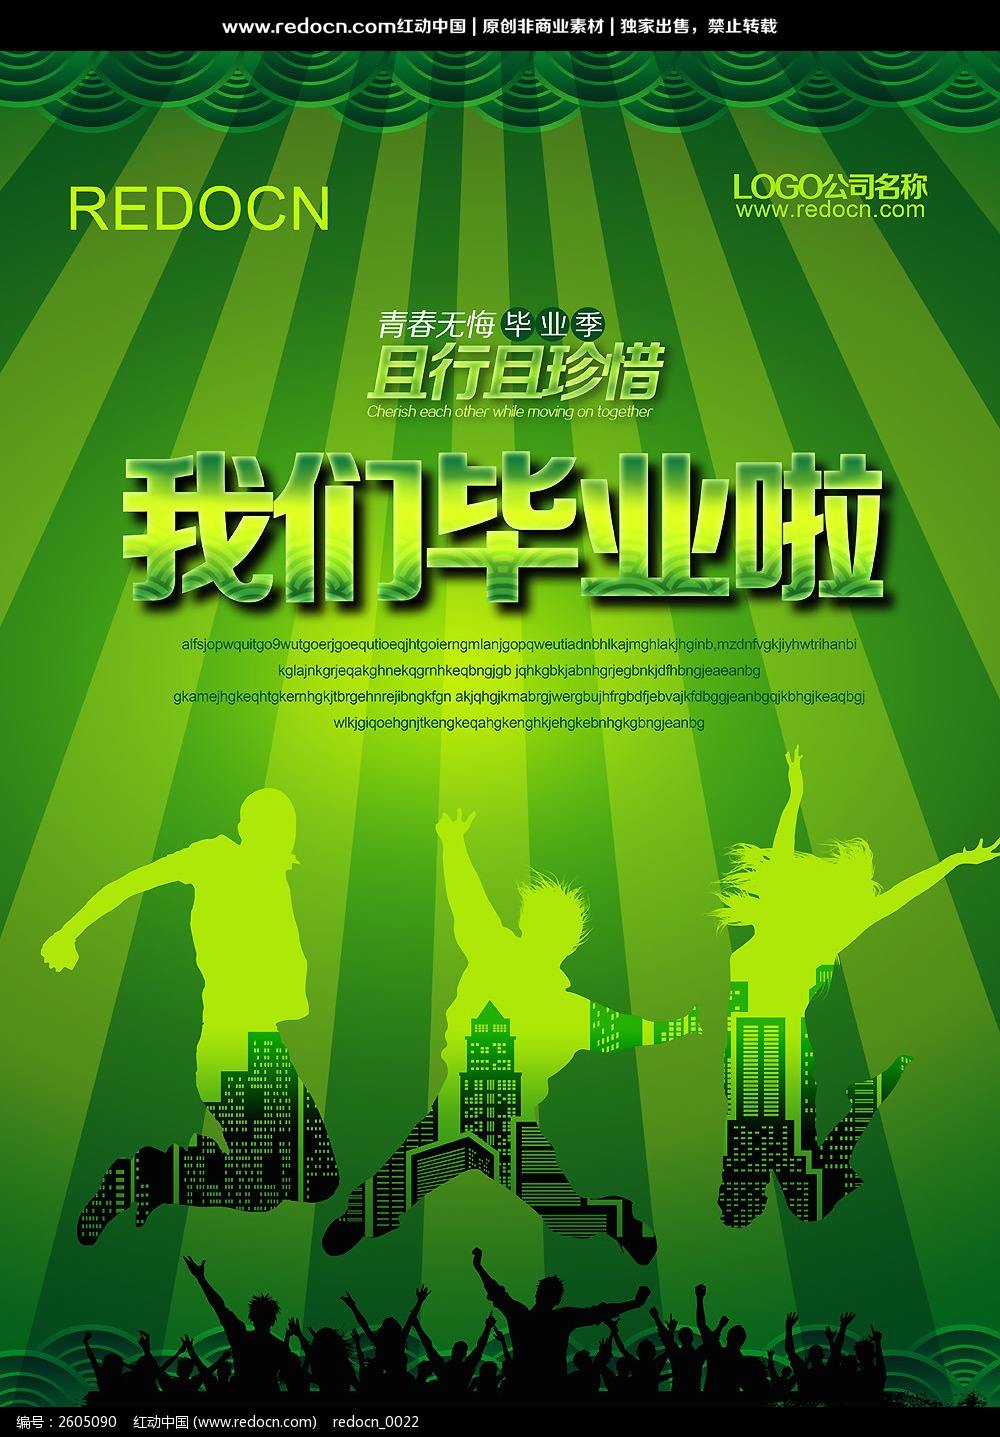 www.redocn.com红动中国 | 原创非商业素材 | 独家出售，禁止转载
REDOCN
LOGO公司名称
www.redocn.com
青春无悔毕业季
且行且珍惜
Cherish each other while moving on together
我们毕业啦
alfsjopwquitgo9wutgoerjgoequtioeqjhtgoierngmlanjgopqweutiadnbhlkajmghlakjhginb,mzdnfvgkjiyhwtrihanbi
kglajnkgrjeqakghnekqgrnhkeqbngjgb jqhkgbkjabnhgrjegbnkjdfhbngjeaeanbg
gkamejhgkeqhtgkernhgkjtbrgehnrejibngkfgn akjqhgjkmabrgjwergbujhfrgbdfjebvajkfdbggjeanbgqjkbhgjkeaqbgj
wlkjgiqoehgnjtkengkeqahgkenghkjehgkebnhgkgbngjeanbg
编号：2605090 红动中国 (www.redocn.com) redocn_0022